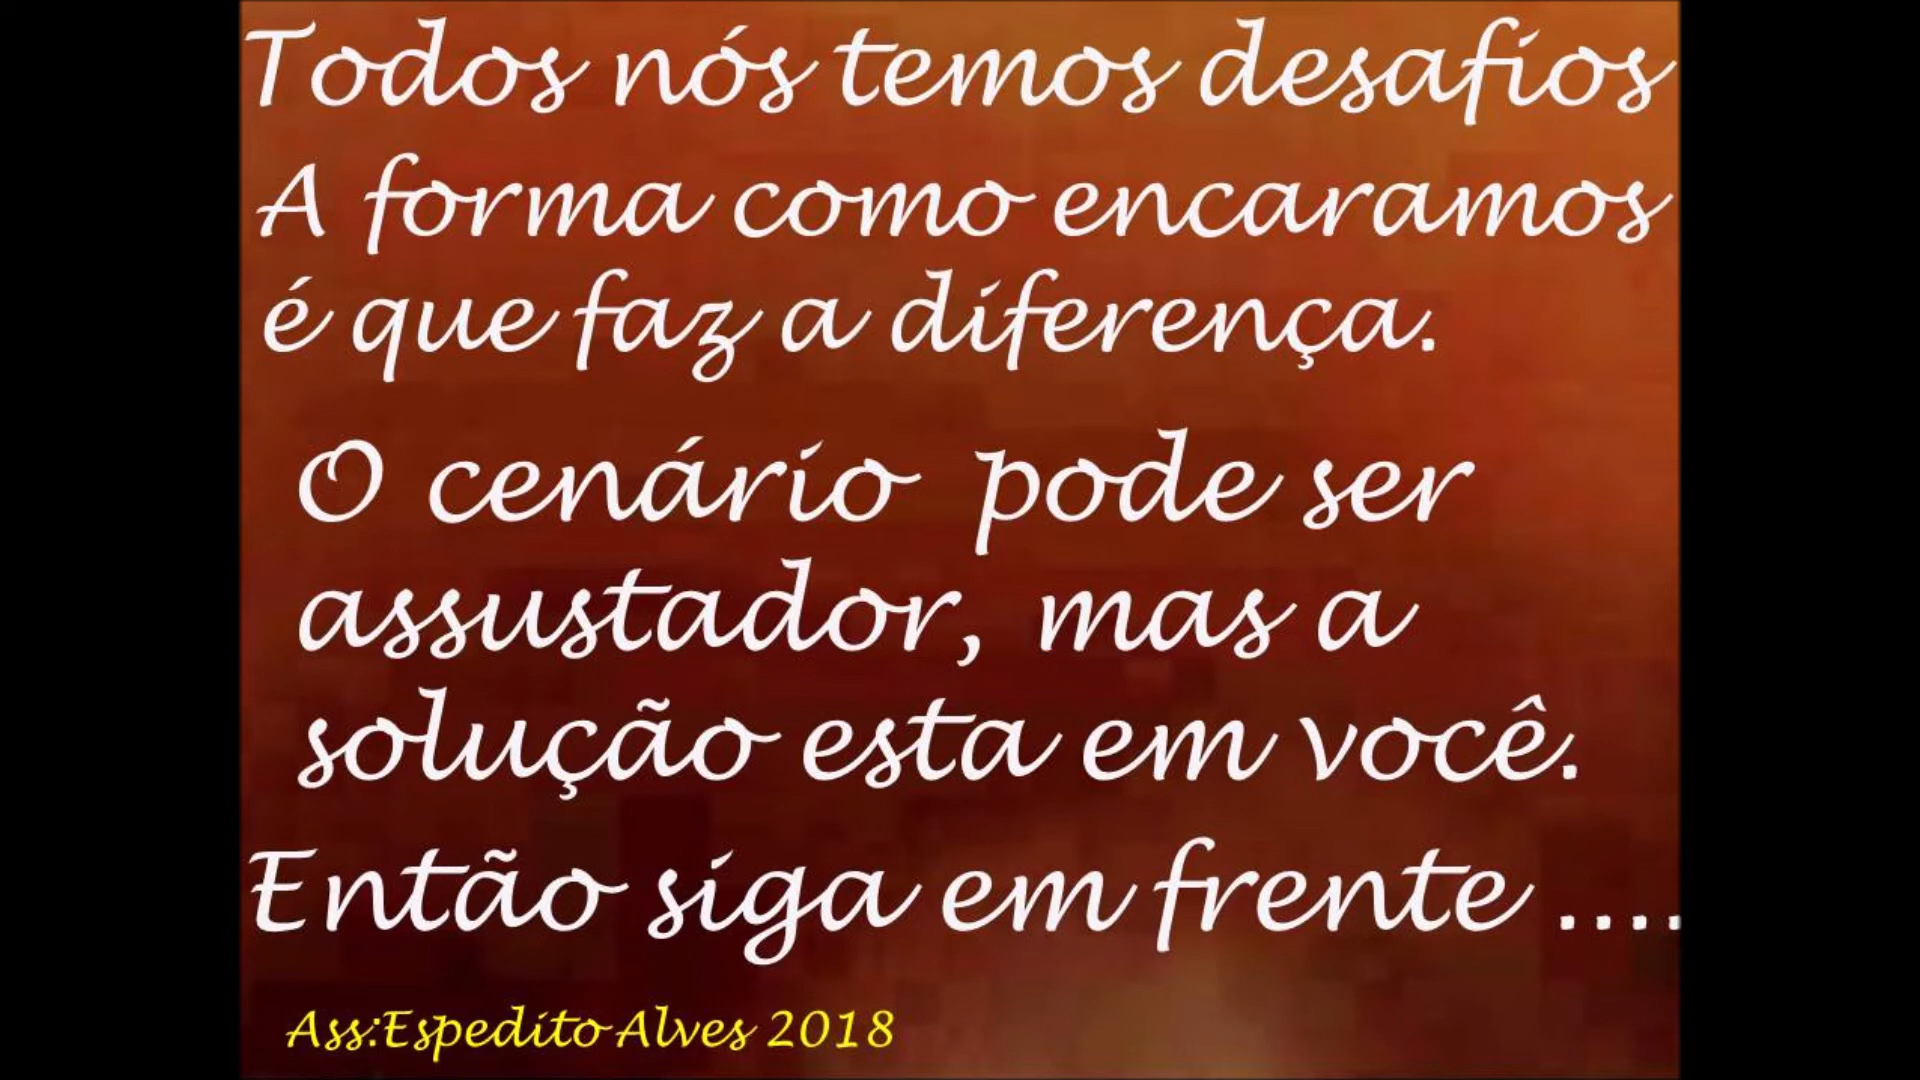 Todos nós temos desafios
A forma como encaramos
é que faz a diferença.
O cenário pode ser
assustador, mas a
solução esta em você.
Então siga em frente ....
Ass:Espedito Alves 2018